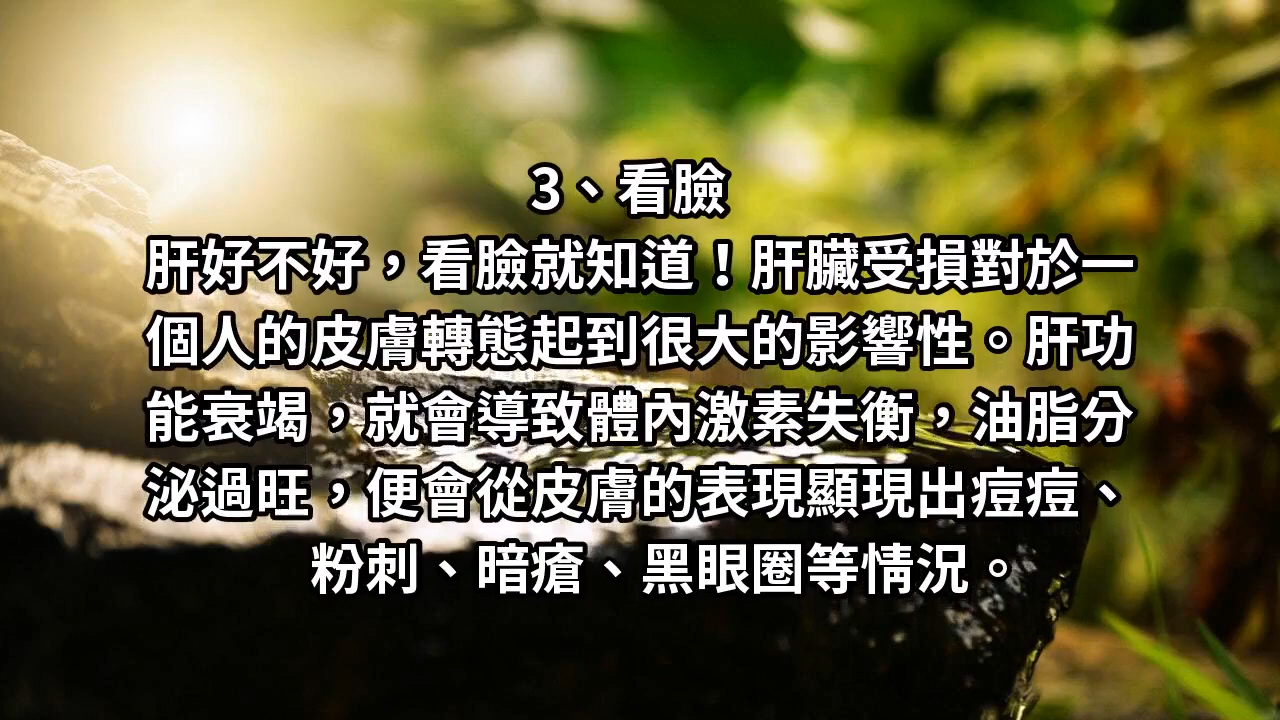 3、看臉
肝好不好，看臉就知道！肝臟受損對於一
個人的皮膚轉態起到很大的影響性。肝功
能衰竭，就會導致體內激素失衡，油脂分
泌過旺，便會從皮膚的表現顯現出痘痘、
粉刺、暗瘡、黑眼圈等情況。